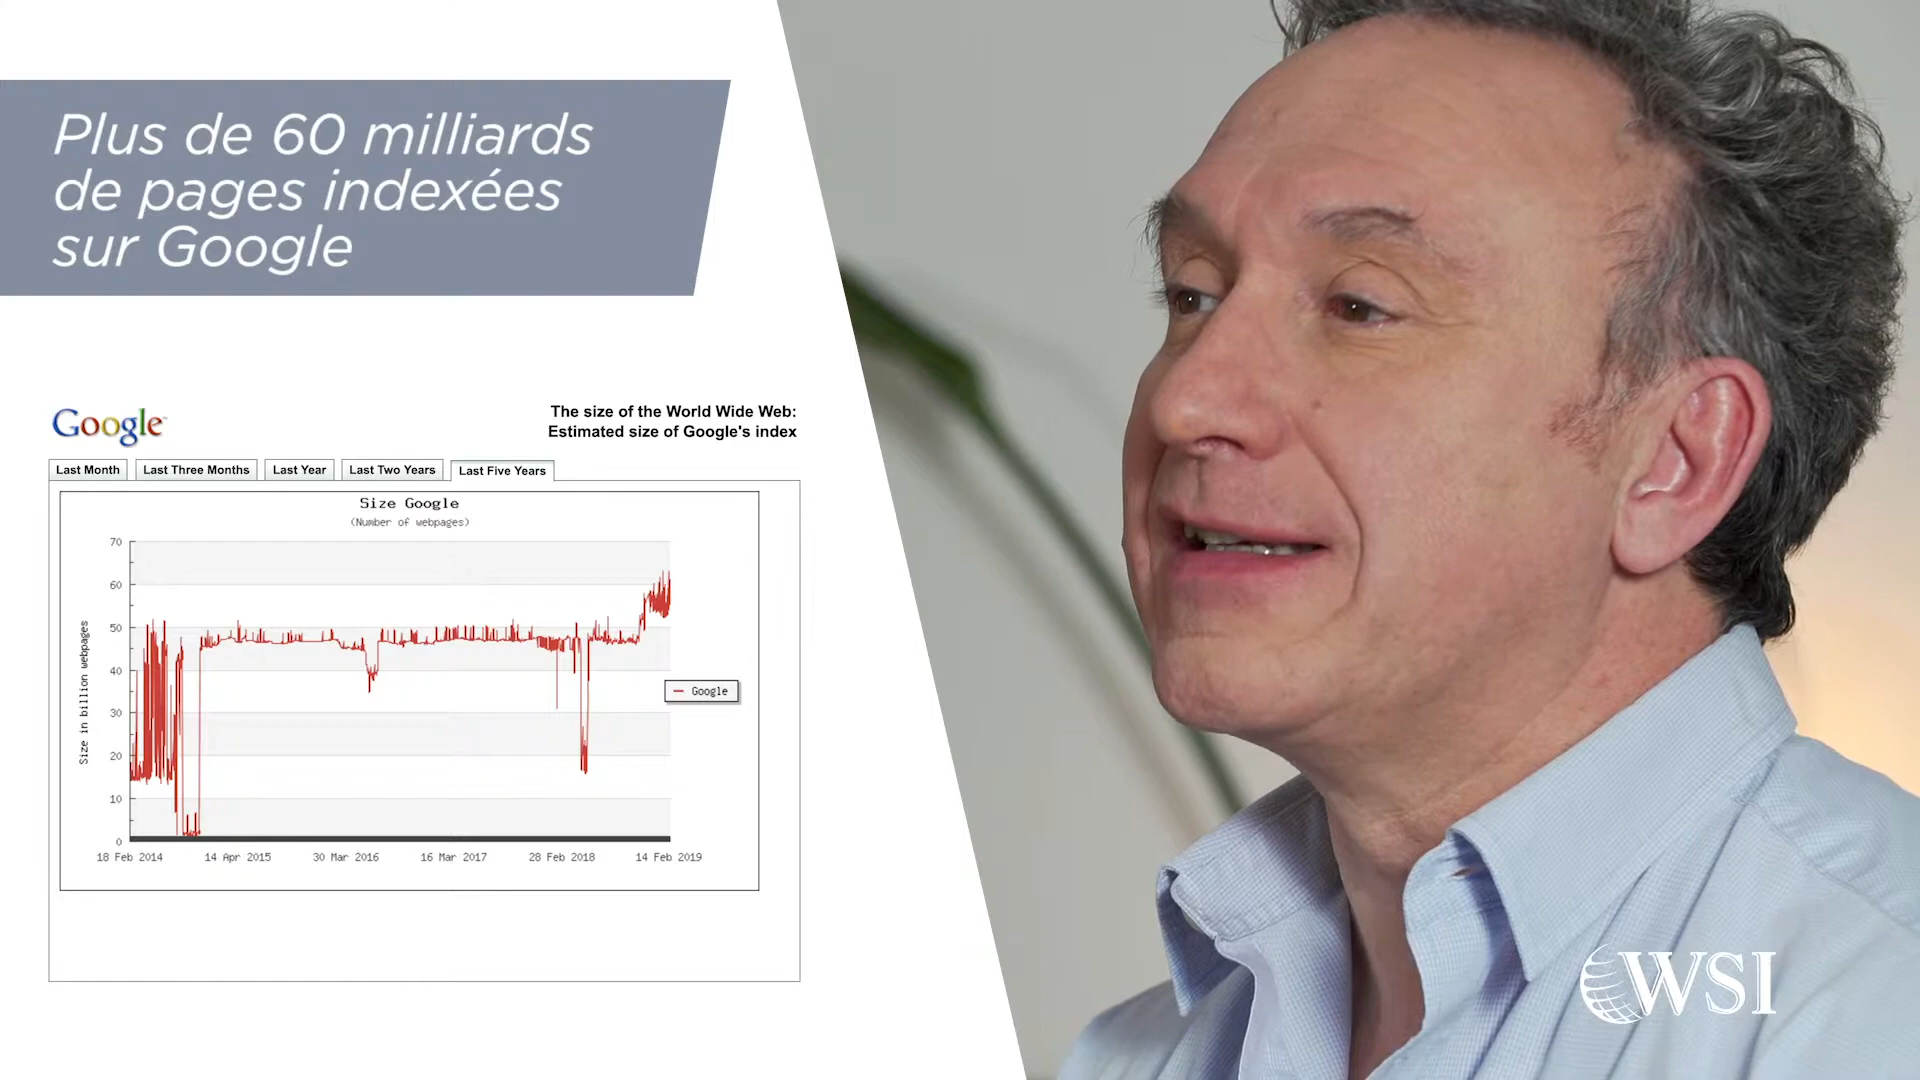 Plus de 60 milliards
de pages indexées
sur Google
Google
The size of the World Wide Web:
Estimated size of Google's index
Last Month
Last Three Months
Last Year
Last Two Years
Last Five Years
Size Google
(Number of webpages)
Size in billion webpages
70
60
50
40
30
20
10
0
18 Feb 2014
14 Apr 2015
30 Mar 2016
16 Mar 2017
28 Feb 2018
14 Feb 2019
Google
WSI